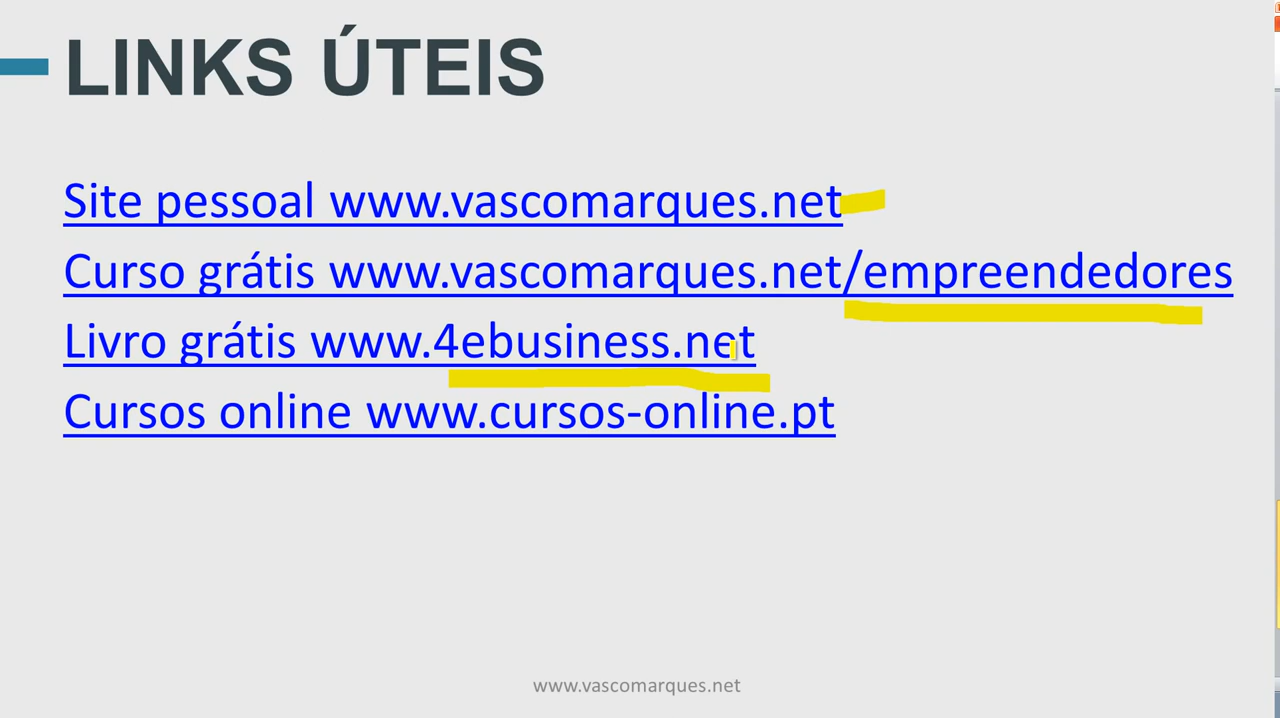 LINKS ÚTEIS
Site pessoal www.vascomarques.net
Curso grátis www.vascomarques.net/empreendedores
Livro grátis www.4ebusiness.net
Cursos online www.cursos-online.pt
www.vascomarques.net